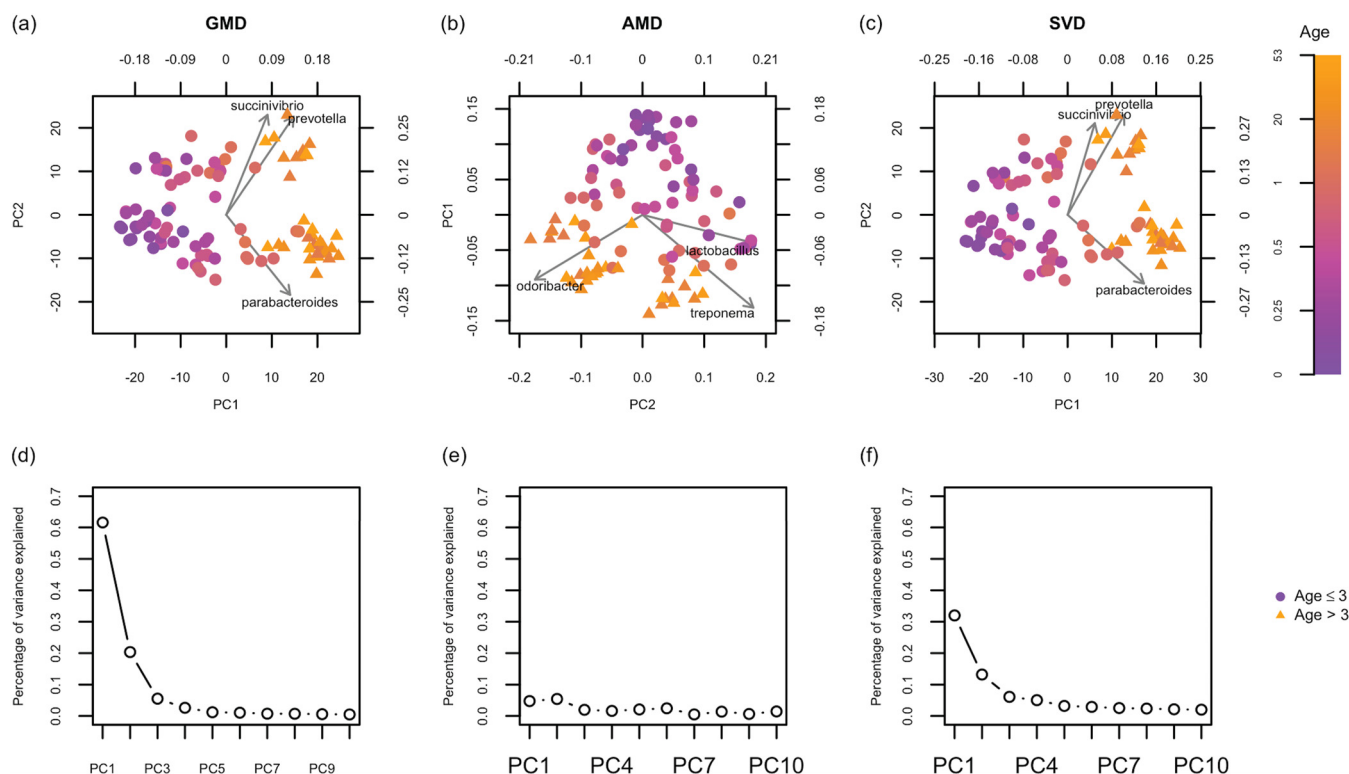 (a) GMD (b) AMD (c) SVD
Age
-0.18 -0.09 0 0.09 0.18
-0.21 -0.1 0 0.1 0.21
-0.25 -0.16 -0.08 0 0.08 0.16 0.25
succinivibrio
prevotella
parabacteroides
PC2
20
10
0
-10
-20
0.25
0.12
0
-0.12
-0.25
-20 -10 0 10 20
PC1
lactobacillus
odoribacter
treponema
PC1
0.15
0.05
-0.05
-0.15
0.18
0.06
-0.06
-0.18
-0.2 -0.1 0.0 0.1 0.2
PC2
prevotella
succinivibrio
parabacteroides
PC2
20
10
0
-10
-20
0.27
0.13
0
-0.13
-0.27
-30 -20 -10 0 10 20 30
PC1
53
20
1
0.5
0.25
0
(d) (e) (f)
Percentage of variance explained
0.7
0.6
0.5
0.4
0.3
0.2
0.1
0.0
PC1 PC3 PC5 PC7 PC9
Percentage of variance explained
0.7
0.6
0.5
0.4
0.3
0.2
0.1
0.0
PC1 PC4 PC7 PC10
Percentage of variance explained
0.7
0.6
0.5
0.4
0.3
0.2
0.1
0.0
PC1 PC4 PC7 PC10
Age ≤ 3
Age > 3